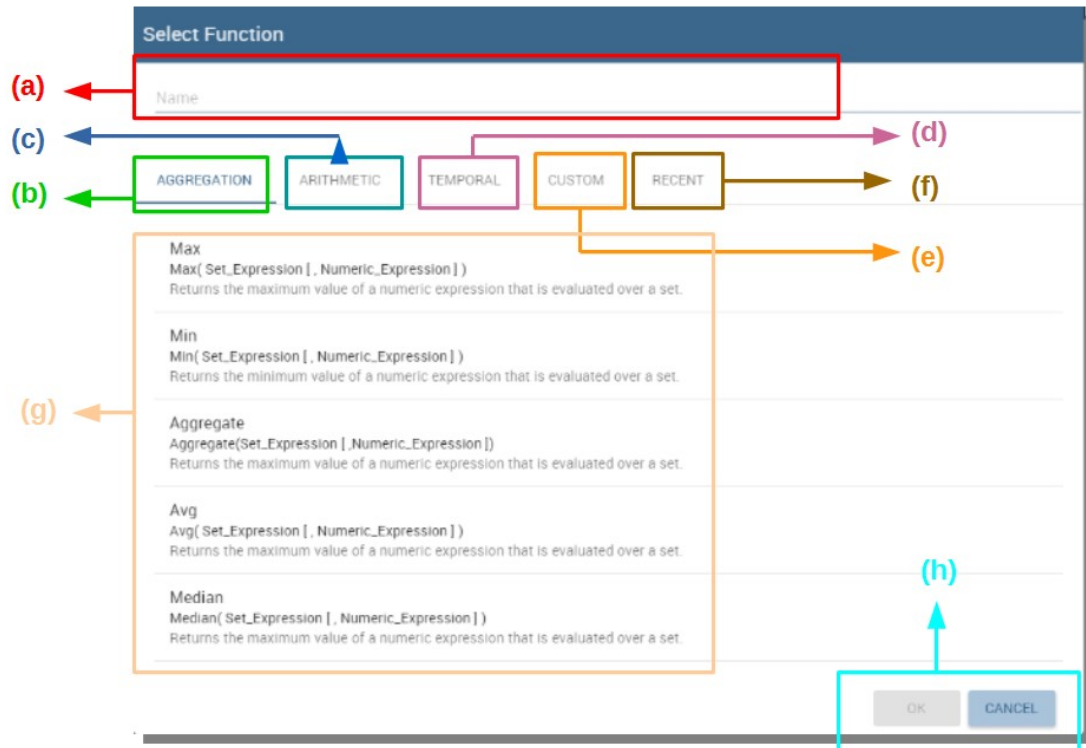 Select Function
(a)
Name
(c)
(d)
(b)
AGGREGATION
ARITHMETIC
TEMPORAL
CUSTOM
RECENT
(f)
(e)
Max
Max( Set_Expression [ , Numeric_Expression ] )
Returns the maximum value of a numeric expression that is evaluated over a set.
Min
Min( Set_Expression [ , Numeric_Expression ] )
Returns the minimum value of a numeric expression that is evaluated over a set.
(g)
Aggregate
Aggregate(Set_Expression [ ,Numeric_Expression ])
Returns the maximum value of a numeric expression that is evaluated over a set.
Avg
Avg( Set_Expression [ , Numeric_Expression ] )
Returns the maximum value of a numeric expression that is evaluated over a set.
(h)
Median
Median( Set_Expression [ , Numeric_Expression ] )
Returns the maximum value of a numeric expression that is evaluated over a set.
OK
CANCEL